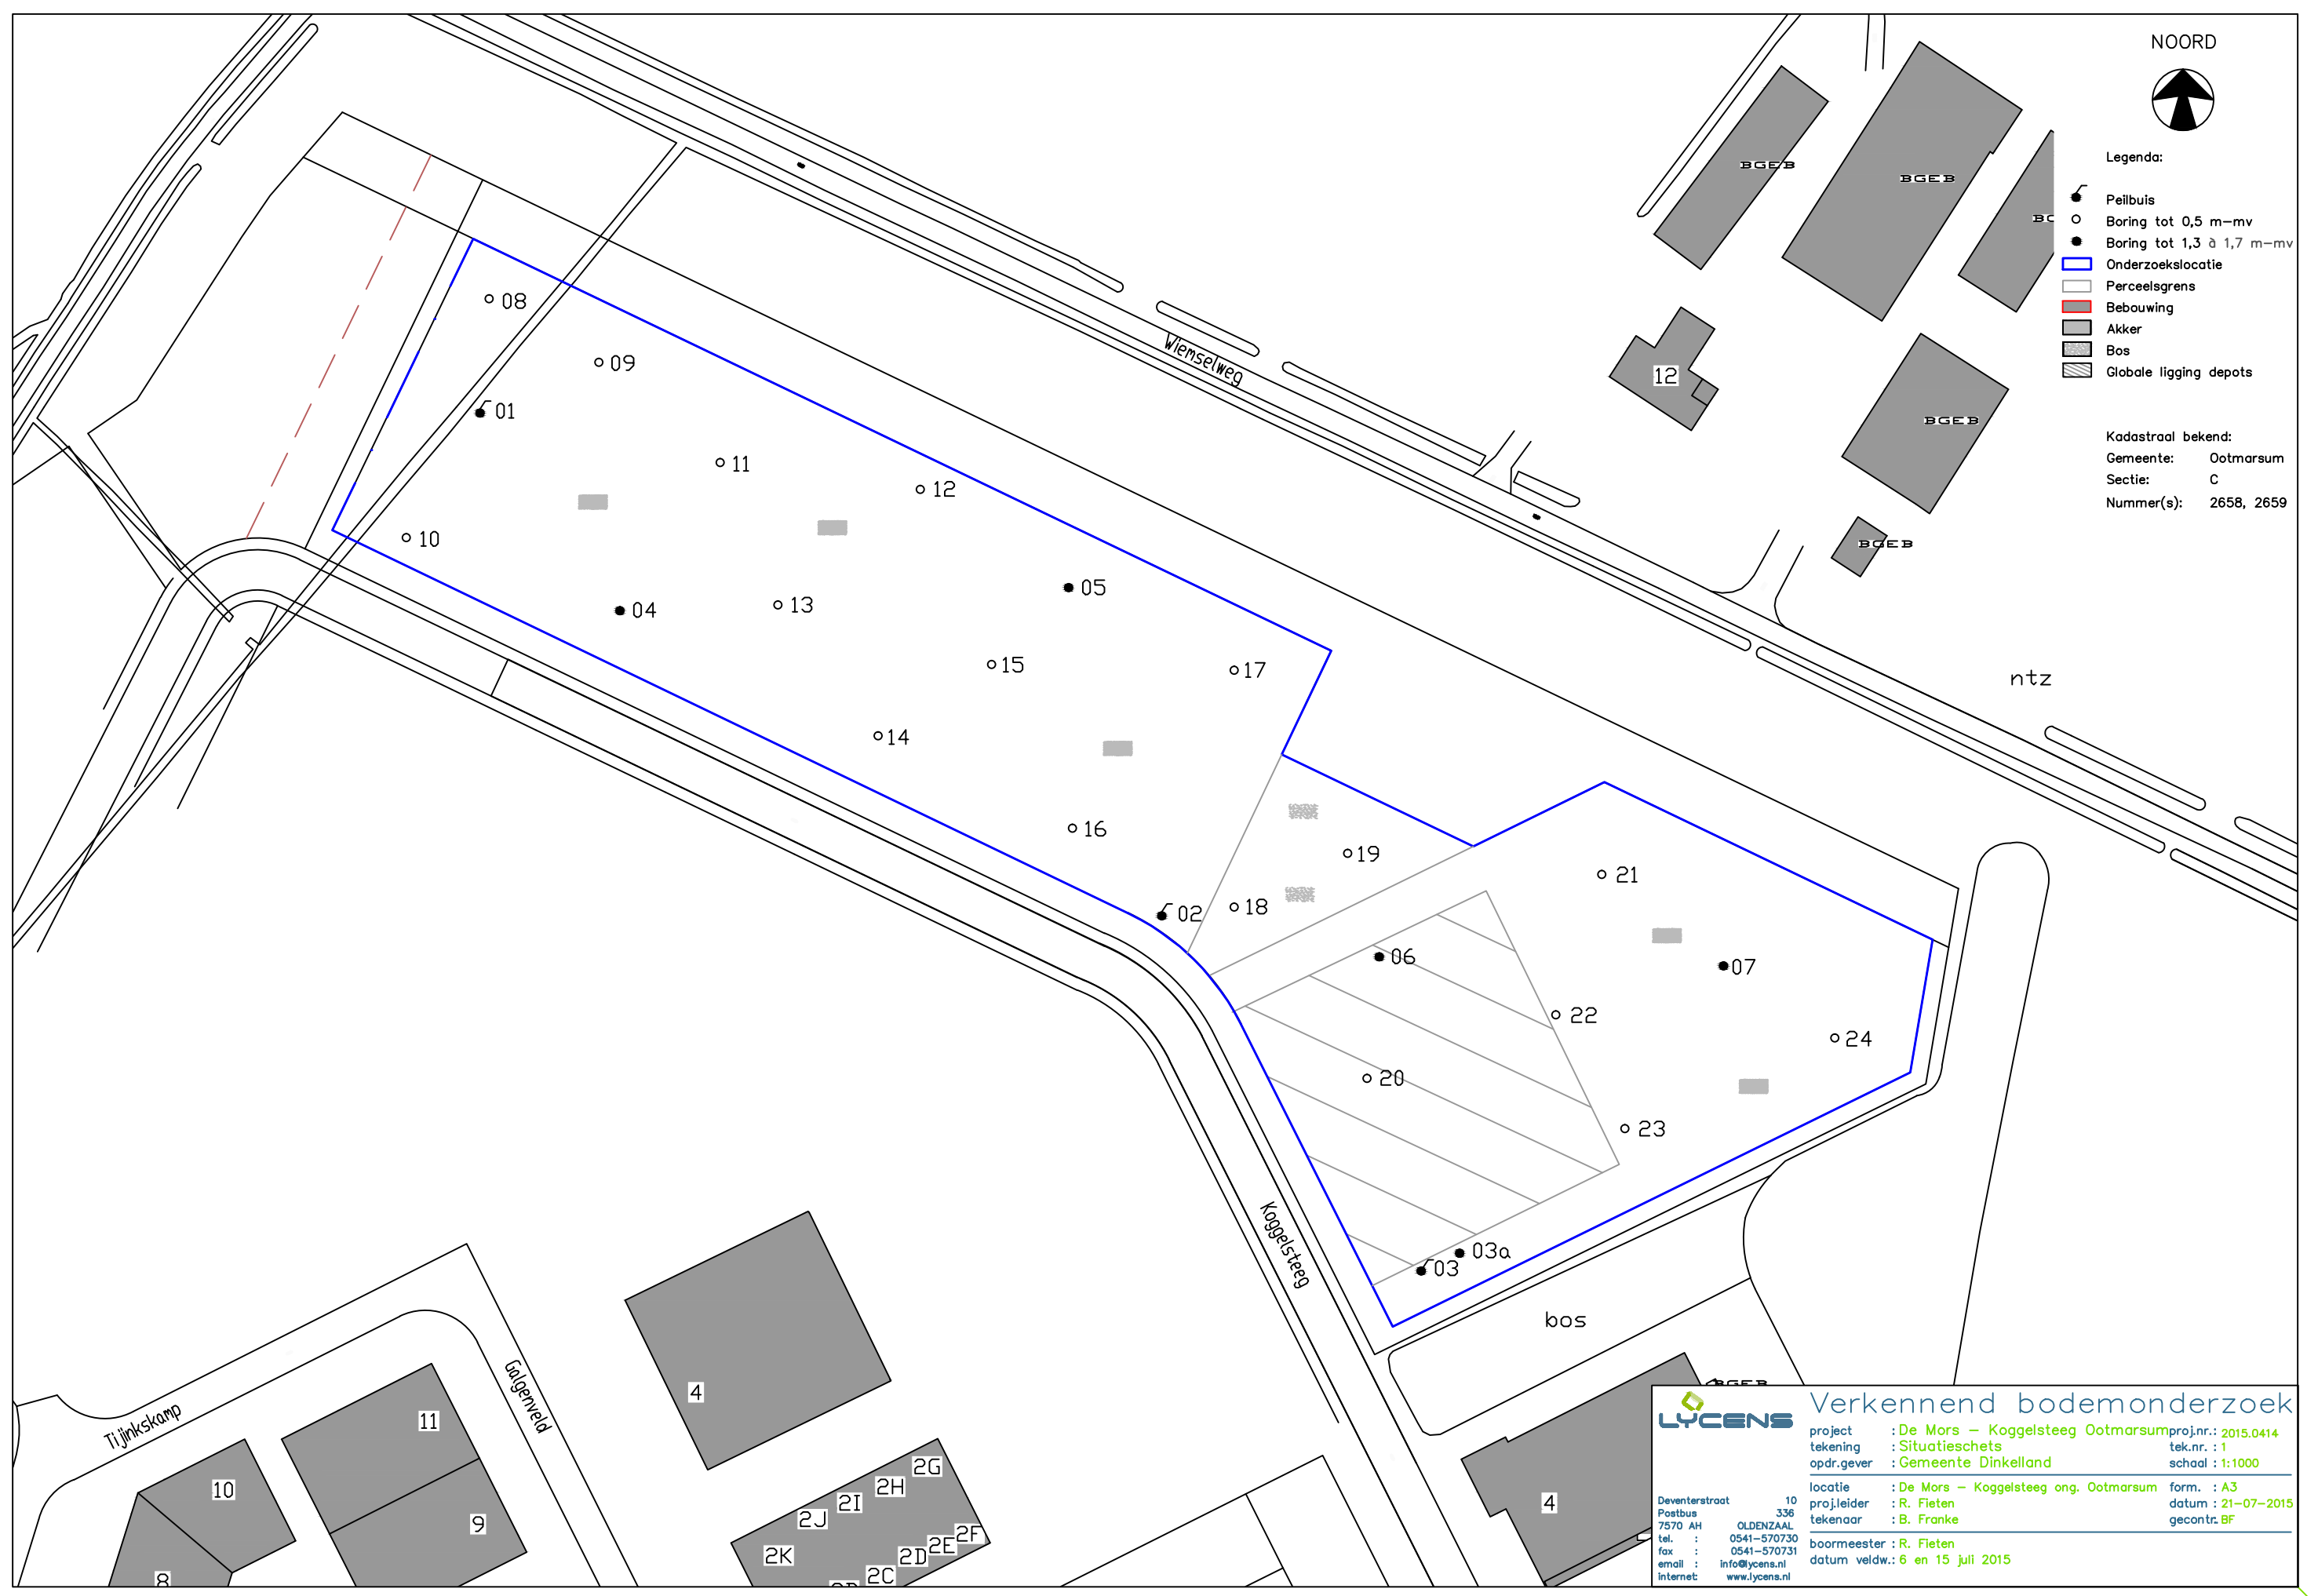 NOORD
Legenda:
Peilbuis
Boring tot 0,5 m-mv
Boring tot 1,3 à 1,7 m-mv
Onderzoekslocatie
Perceelsgrens
Bebouwing
Akker
Bos
Globale ligging depots
Kadastraal bekend:
Gemeente: Ootmarsum
Sectie: C
Nummer(s): 2658, 2659
BGEB
BGEB
BGEB
BGEB
12
Wiemselweg
ntz
08
09
01
11
12
10
05
04
13
15
17
14
16
19
02
18
21
06
07
22
24
20
23
03a
03
Koggelsteeg
bos
4
Galgenveld
Tijinkskamp
11
10
9
8
2G
2H
2I
2J
2K
2F
2E
2D
2C
4
BGEB
LYCENS
Deventerstraat 10
Postbus 336
7570 AH OLDENZAAL
tel. : 0541-570730
fax : 0541-570731
email : info@lycens.nl
internet: www.lycens.nl
Verkennend bodemonderzoek
project : De Mors - Koggelsteeg Ootmarsum proj.nr.: 2015.0414
tekening : Situatieschets tek.nr. : 1
opdr.gever : Gemeente Dinkelland schaal : 1:1000
locatie : De Mors - Koggelsteeg ong. Ootmarsum form. : A3
proj.leider : R. Fieten datum : 21-07-2015
tekenaar : B. Franke gecontr.: BF
boormeester : R. Fieten
datum veldw.: 6 en 15 juli 2015